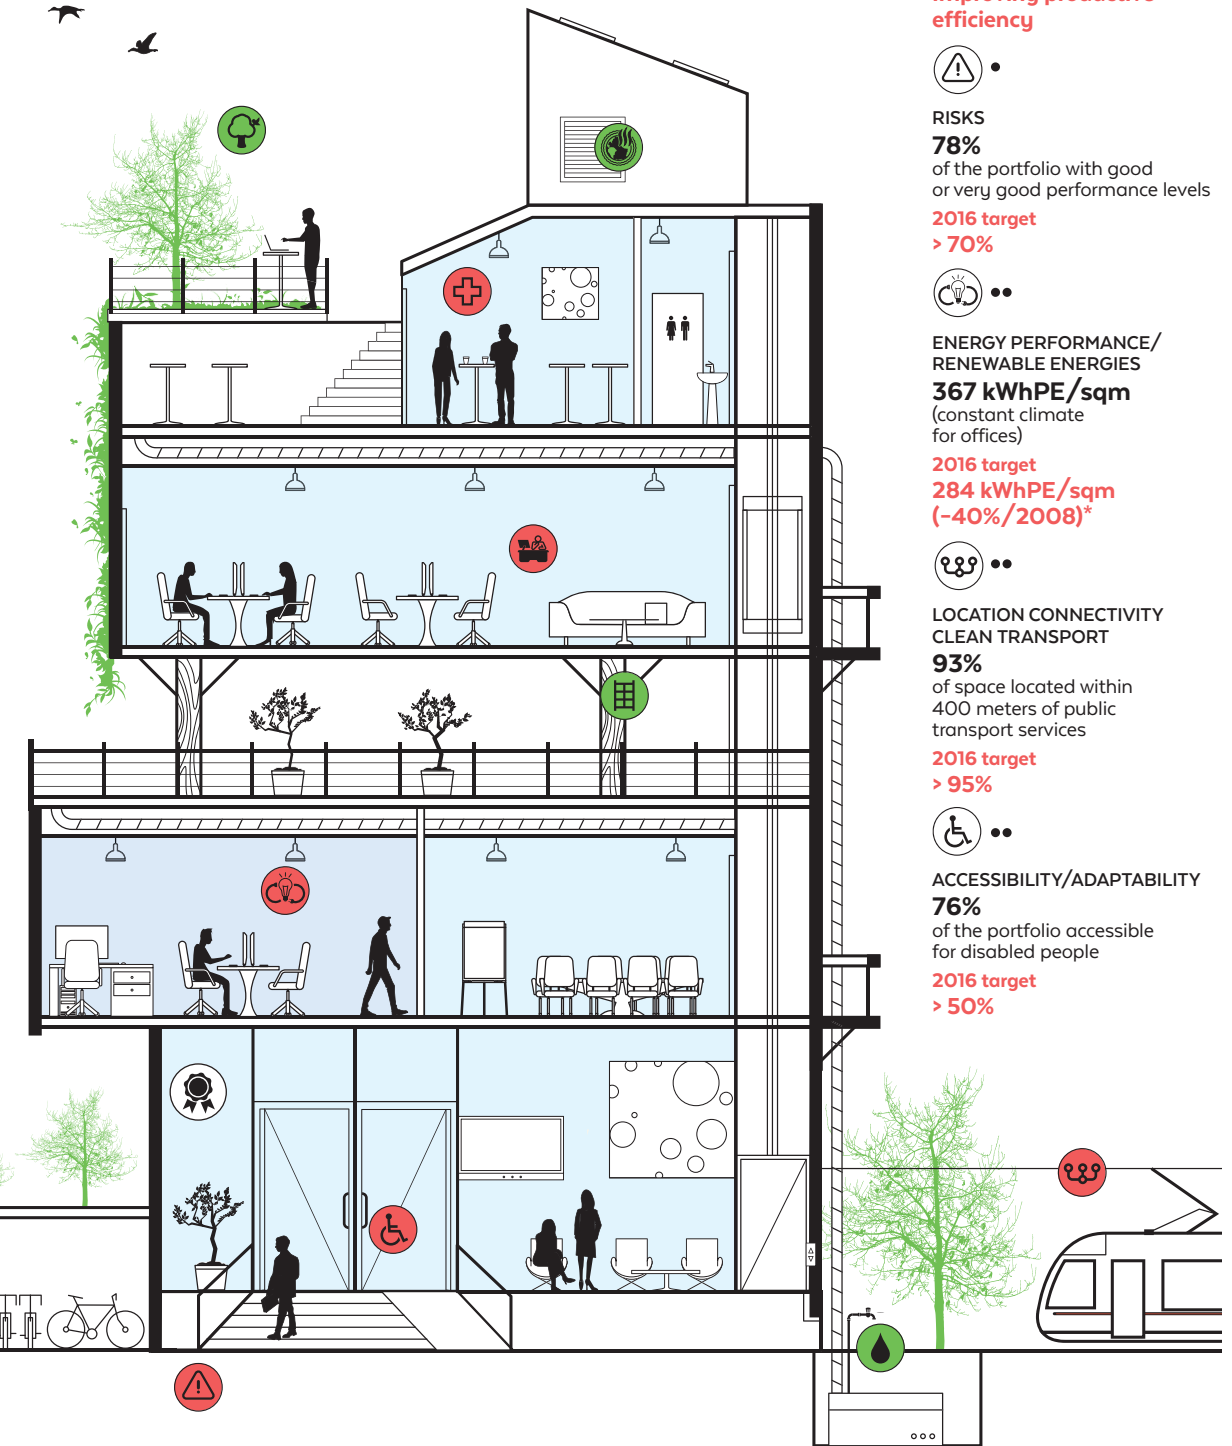 improving productive
efficiency
RISKS
78%
of the portfolio with good
or very good performance levels
2016 target
> 70%
ENERGY PERFORMANCE/
RENEWABLE ENERGIES
367 kWhPE/sqm
(constant climate
for offices)
2016 target
284 kWhPE/sqm
(-40%/2008)*
LOCATION CONNECTIVITY
CLEAN TRANSPORT
93%
of space located within
400 meters of public
transport services
2016 target
> 95%
ACCESSIBILITY/ADAPTABILITY
76%
of the portfolio accessible
for disabled people
2016 target
> 50%